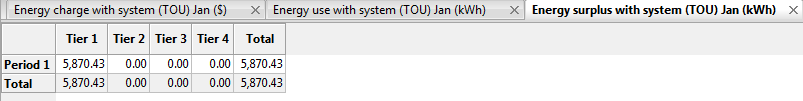 Energy charge with system (TOU) Jan ($) Energy use with system (TOU) Jan (kWh) Energy surplus with system (TOU) Jan (kWh)
Tier 1 Tier 2 Tier 3 Tier 4 Total
Period 1 5,870.43 0.00 0.00 0.00 5,870.43
Total 5,870.43 0.00 0.00 0.00 5,870.43